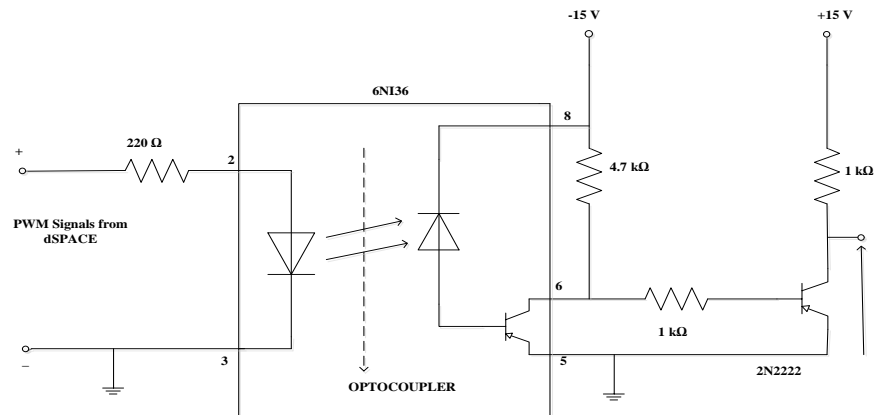 -15 V
+15 V
6NI36
8
220 Ω
2
4.7 kΩ
1 kΩ
+
PWM Signals from
dSPACE
6
1 kΩ
_
3
5
2N2222
OPTOCOUPLER